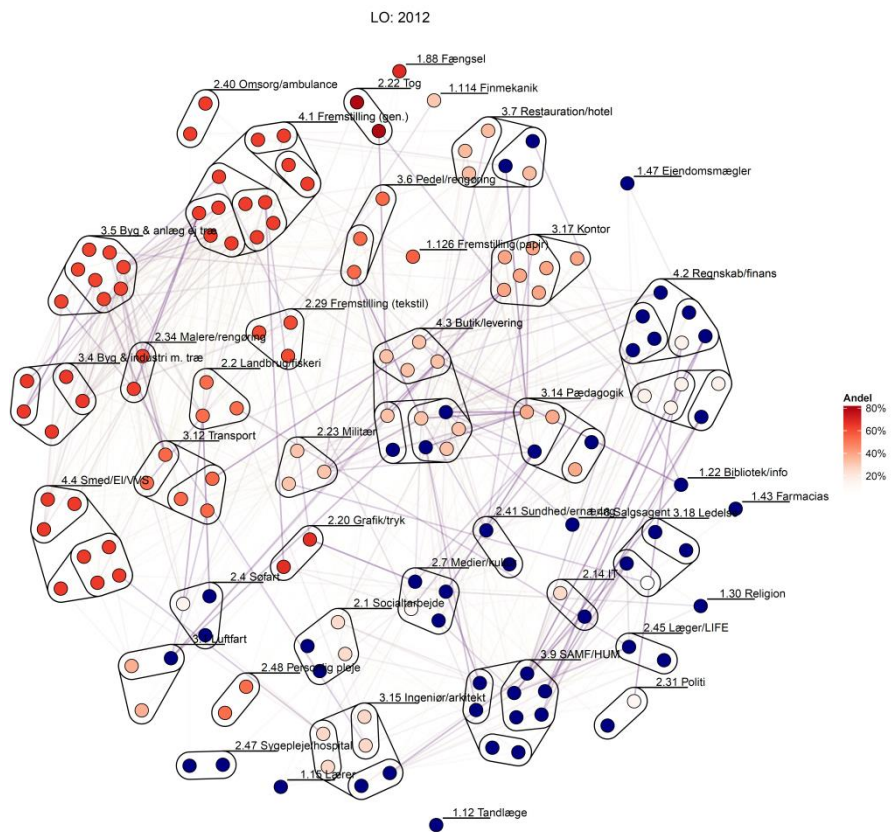 LO: 2012
1.88 Fængsel
2.40 Omsorg/ambulance
2.22 Tog
1.114 Finmekanik
4.1 Fremstilling (gen.)
3.7 Restauration/hotel
1.47 Ejendomsmægler
3.6 Pedel/rengøring
3.5 Byg & anlæg ej træ
1.126 Fremstilling(papir)
3.17 Kontor
4.2 Regnskab/finans
2.29 Fremstilling (tekstil)
4.3 Butik/levering
2.34 Malere/rengøring
3.4 Byg & industri m. træ
2.2 Landbrug/fiskeri
3.14 Pædagogik
Andel
80%
60%
40%
20%
3.12 Transport
2.23 Militær
4.4 Smed/El/VVS
1.22 Bibliotek/info
1.43 Farmacias
2.20 Grafik/tryk
2.41 Sundhed/ernæring
Salgsagent
3.18 Ledelse
2.4 Søfart
2.7 Medier/kultur
2.14 IT
2.1 Socialtarbejde
1.30 Religion
Luftfart
2.45 Læger/LIFE
2.48 Personlig pleje
3.9 SAMF/HUM
3.15 Ingeniør/arkitekt
2.31 Politi
2.47 Sygepleje/hospital
1.15 Lærer
1.12 Tandlæge